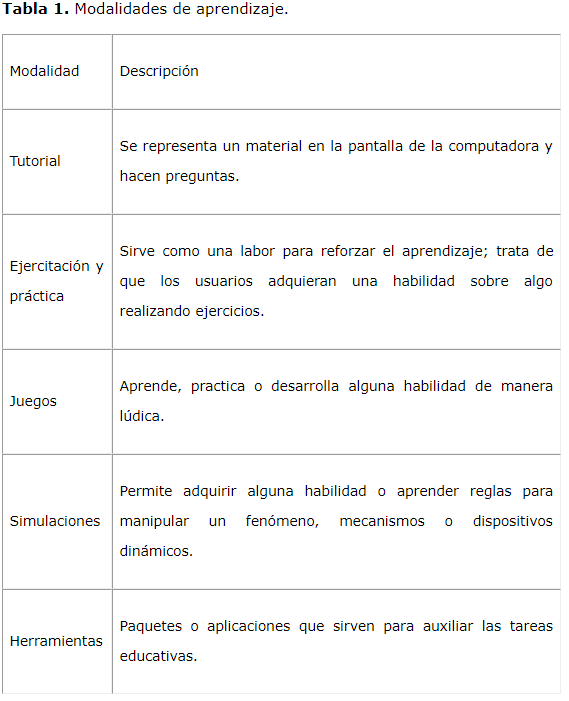 Tabla 1. Modalidades de aprendizaje.
Modalidad
Descripción
Tutorial
Se representa un material en la pantalla de la computadora y
hacen preguntas.
Ejercitación y
práctica
Sirve como una labor para reforzar el aprendizaje; trata de
que los usuarios adquieran una habilidad sobre algo
realizando ejercicios.
Juegos
Aprende, practica o desarrolla alguna habilidad de manera
lúdica.
Simulaciones
Permite adquirir alguna habilidad o aprender reglas para
manipular un fenómeno, mecanismos o dispositivos
dinámicos.
Herramientas
Paquetes o aplicaciones que sirven para auxiliar las tareas
educativas.